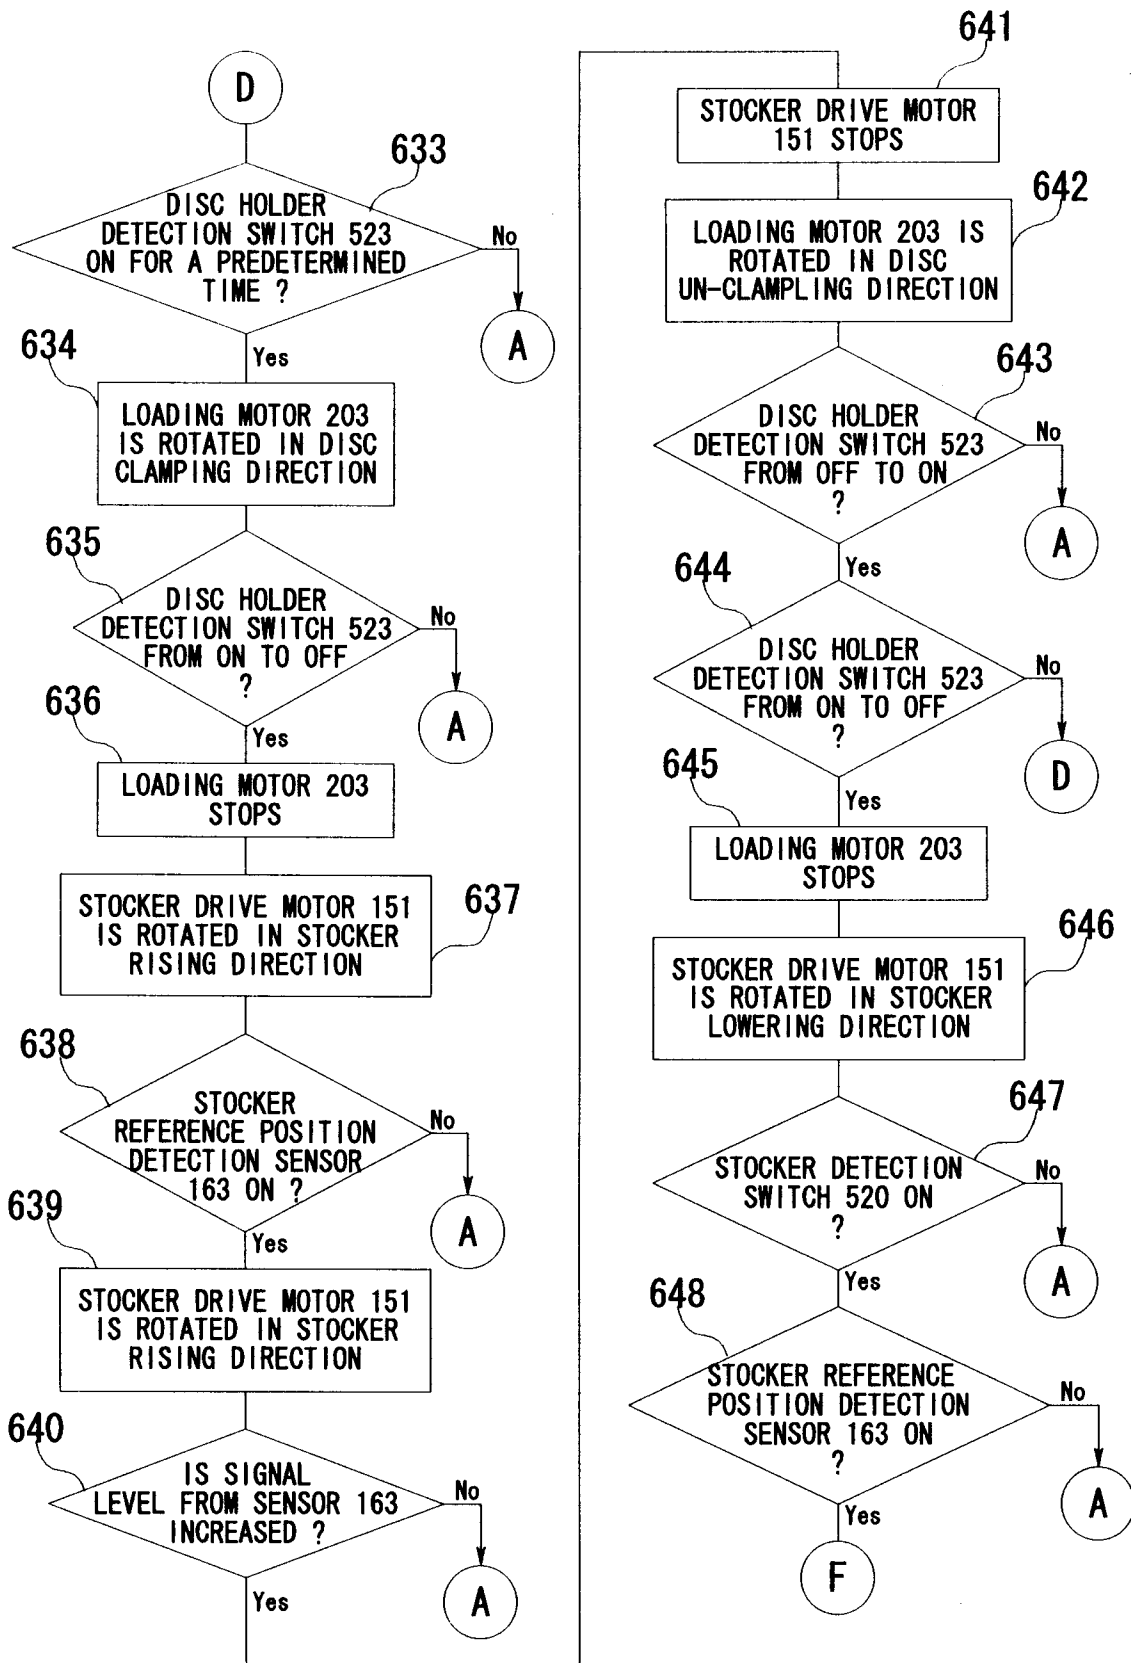 D
633
DISC HOLDER
DETECTION SWITCH 523
ON FOR A PREDETERMINED
TIME ?
No
A
Yes
634
LOADING MOTOR 203
IS ROTATED IN DISC
CLAMPING DIRECTION
635
DISC HOLDER
DETECTION SWITCH 523
FROM ON TO OFF
?
No
A
Yes
636
LOADING MOTOR 203
STOPS
STOCKER DRIVE MOTOR 151
IS ROTATED IN STOCKER
RISING DIRECTION
637
638
STOCKER
REFERENCE POSITION
DETECTION SENSOR
163 ON ?
No
A
Yes
639
STOCKER DRIVE MOTOR 151
IS ROTATED IN STOCKER
RISING DIRECTION
640
IS SIGNAL
LEVEL FROM SENSOR 163
INCREASED ?
No
A
Yes
641
STOCKER DRIVE MOTOR
151 STOPS
642
LOADING MOTOR 203 IS
ROTATED IN DISC
UN-CLAMPLING DIRECTION
643
DISC HOLDER
DETECTION SWITCH 523
FROM OFF TO ON
?
No
A
Yes
644
DISC HOLDER
DETECTION SWITCH 523
FROM ON TO OFF
?
No
D
Yes
645
LOADING MOTOR 203
STOPS
646
STOCKER DRIVE MOTOR 151
IS ROTATED IN STOCKER
LOWERING DIRECTION
647
STOCKER DETECTION
SWITCH 520 ON
?
No
A
Yes
648
STOCKER REFERENCE
POSITION DETECTION
SENSOR 163 ON
?
No
A
Yes
F